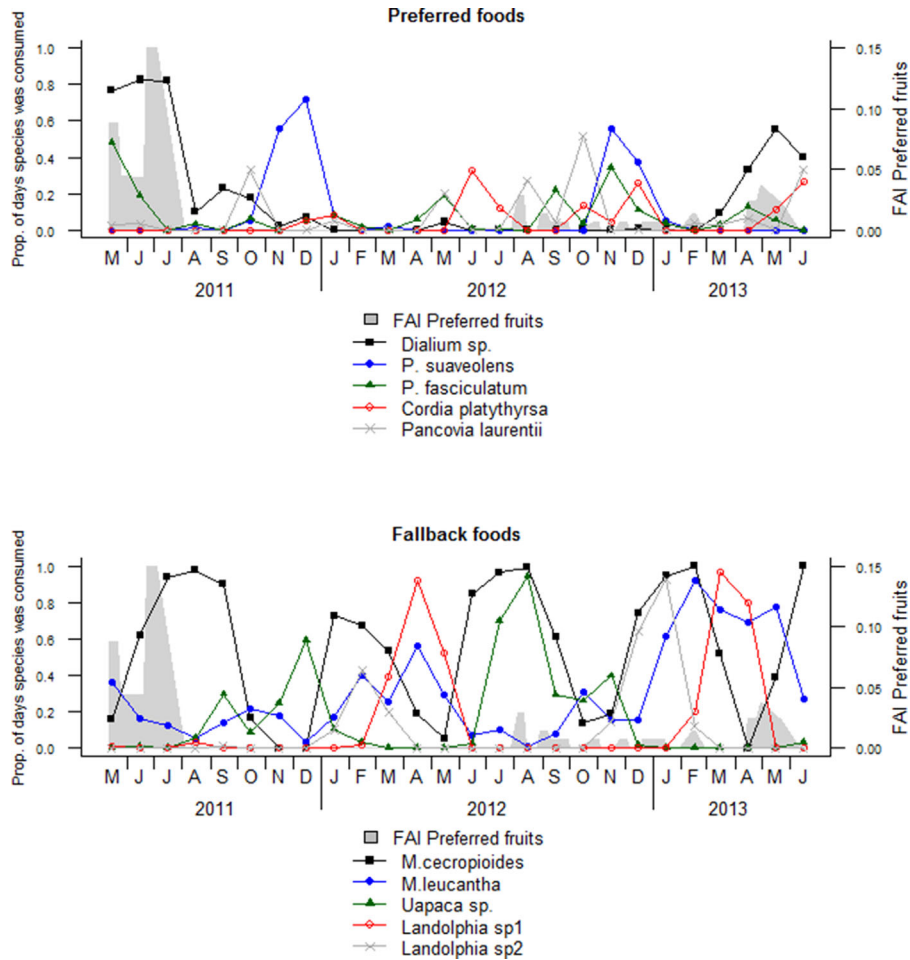 Preferred foods
Prop. of days species was consumed
1.0
0.8
0.6
0.4
0.2
0.0
0.15
0.10
0.05
0.00
FAI Preferred fruits
M J J A S O N D J F M A M J J A S O N D J F M A M J
2011 2012 2013
FAI Preferred fruits
Dialium sp.
P. suaveolens
P. fasciculatum
Cordia platythyrsa
Pancovia laurentii
Fallback foods
Prop. of days species was consumed
1.0
0.8
0.6
0.4
0.2
0.0
0.15
0.10
0.05
0.00
FAI Preferred fruits
M J J A S O N D J F M A M J J A S O N D J F M A M J
2011 2012 2013
FAI Preferred fruits
M.cecropioides
M.leucantha
Uapaca sp.
Landolphia sp1
Landolphia sp2